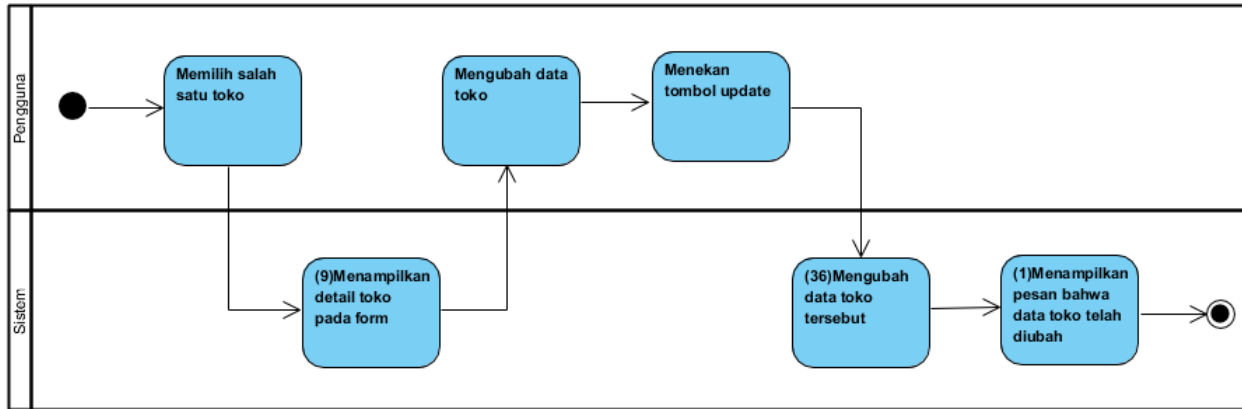 Pengguna
Memilih salah
satu toko
Mengubah data
toko
Menekan
tombol update
Sistem
(9)Menampilkan
detail toko
pada form
(36)Mengubah
data toko
tersebut
(1)Menampilkan
pesan bahwa
data toko telah
diubah